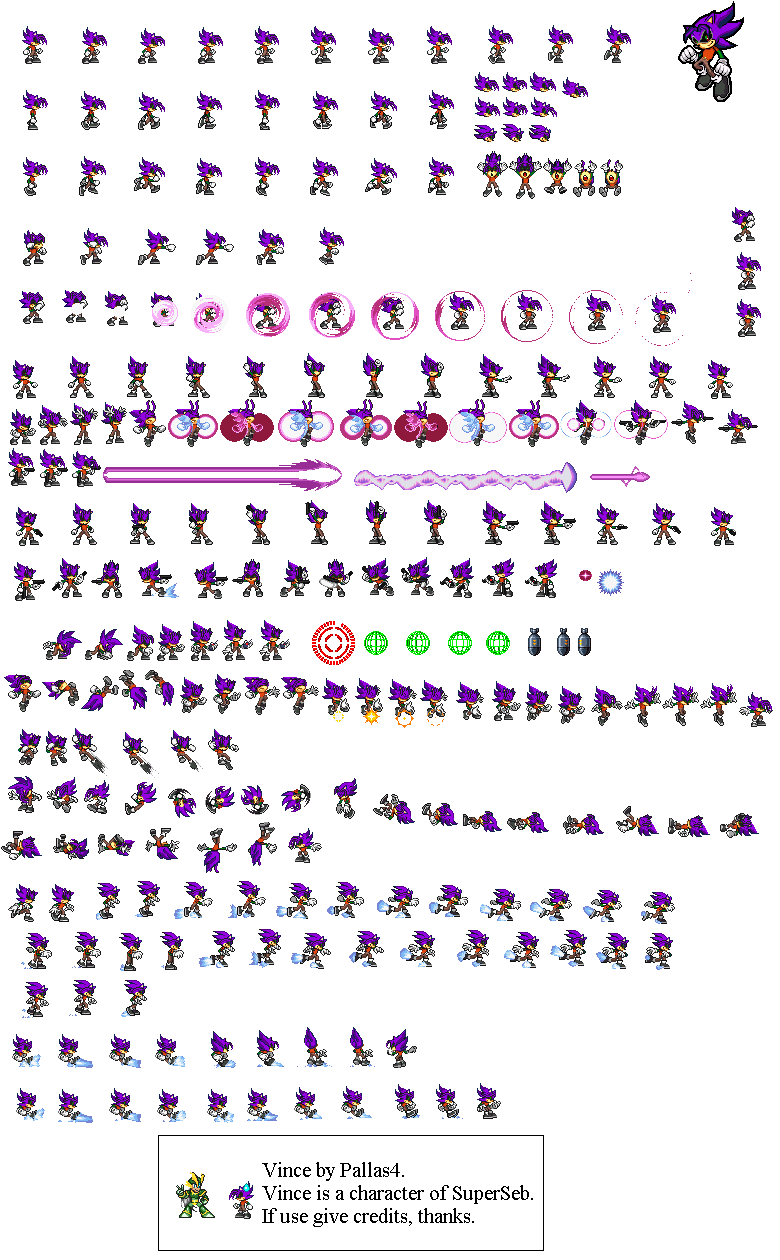 Vince by Pallas4.
Vince is a character of SuperSeb.
If use give credits, thanks.